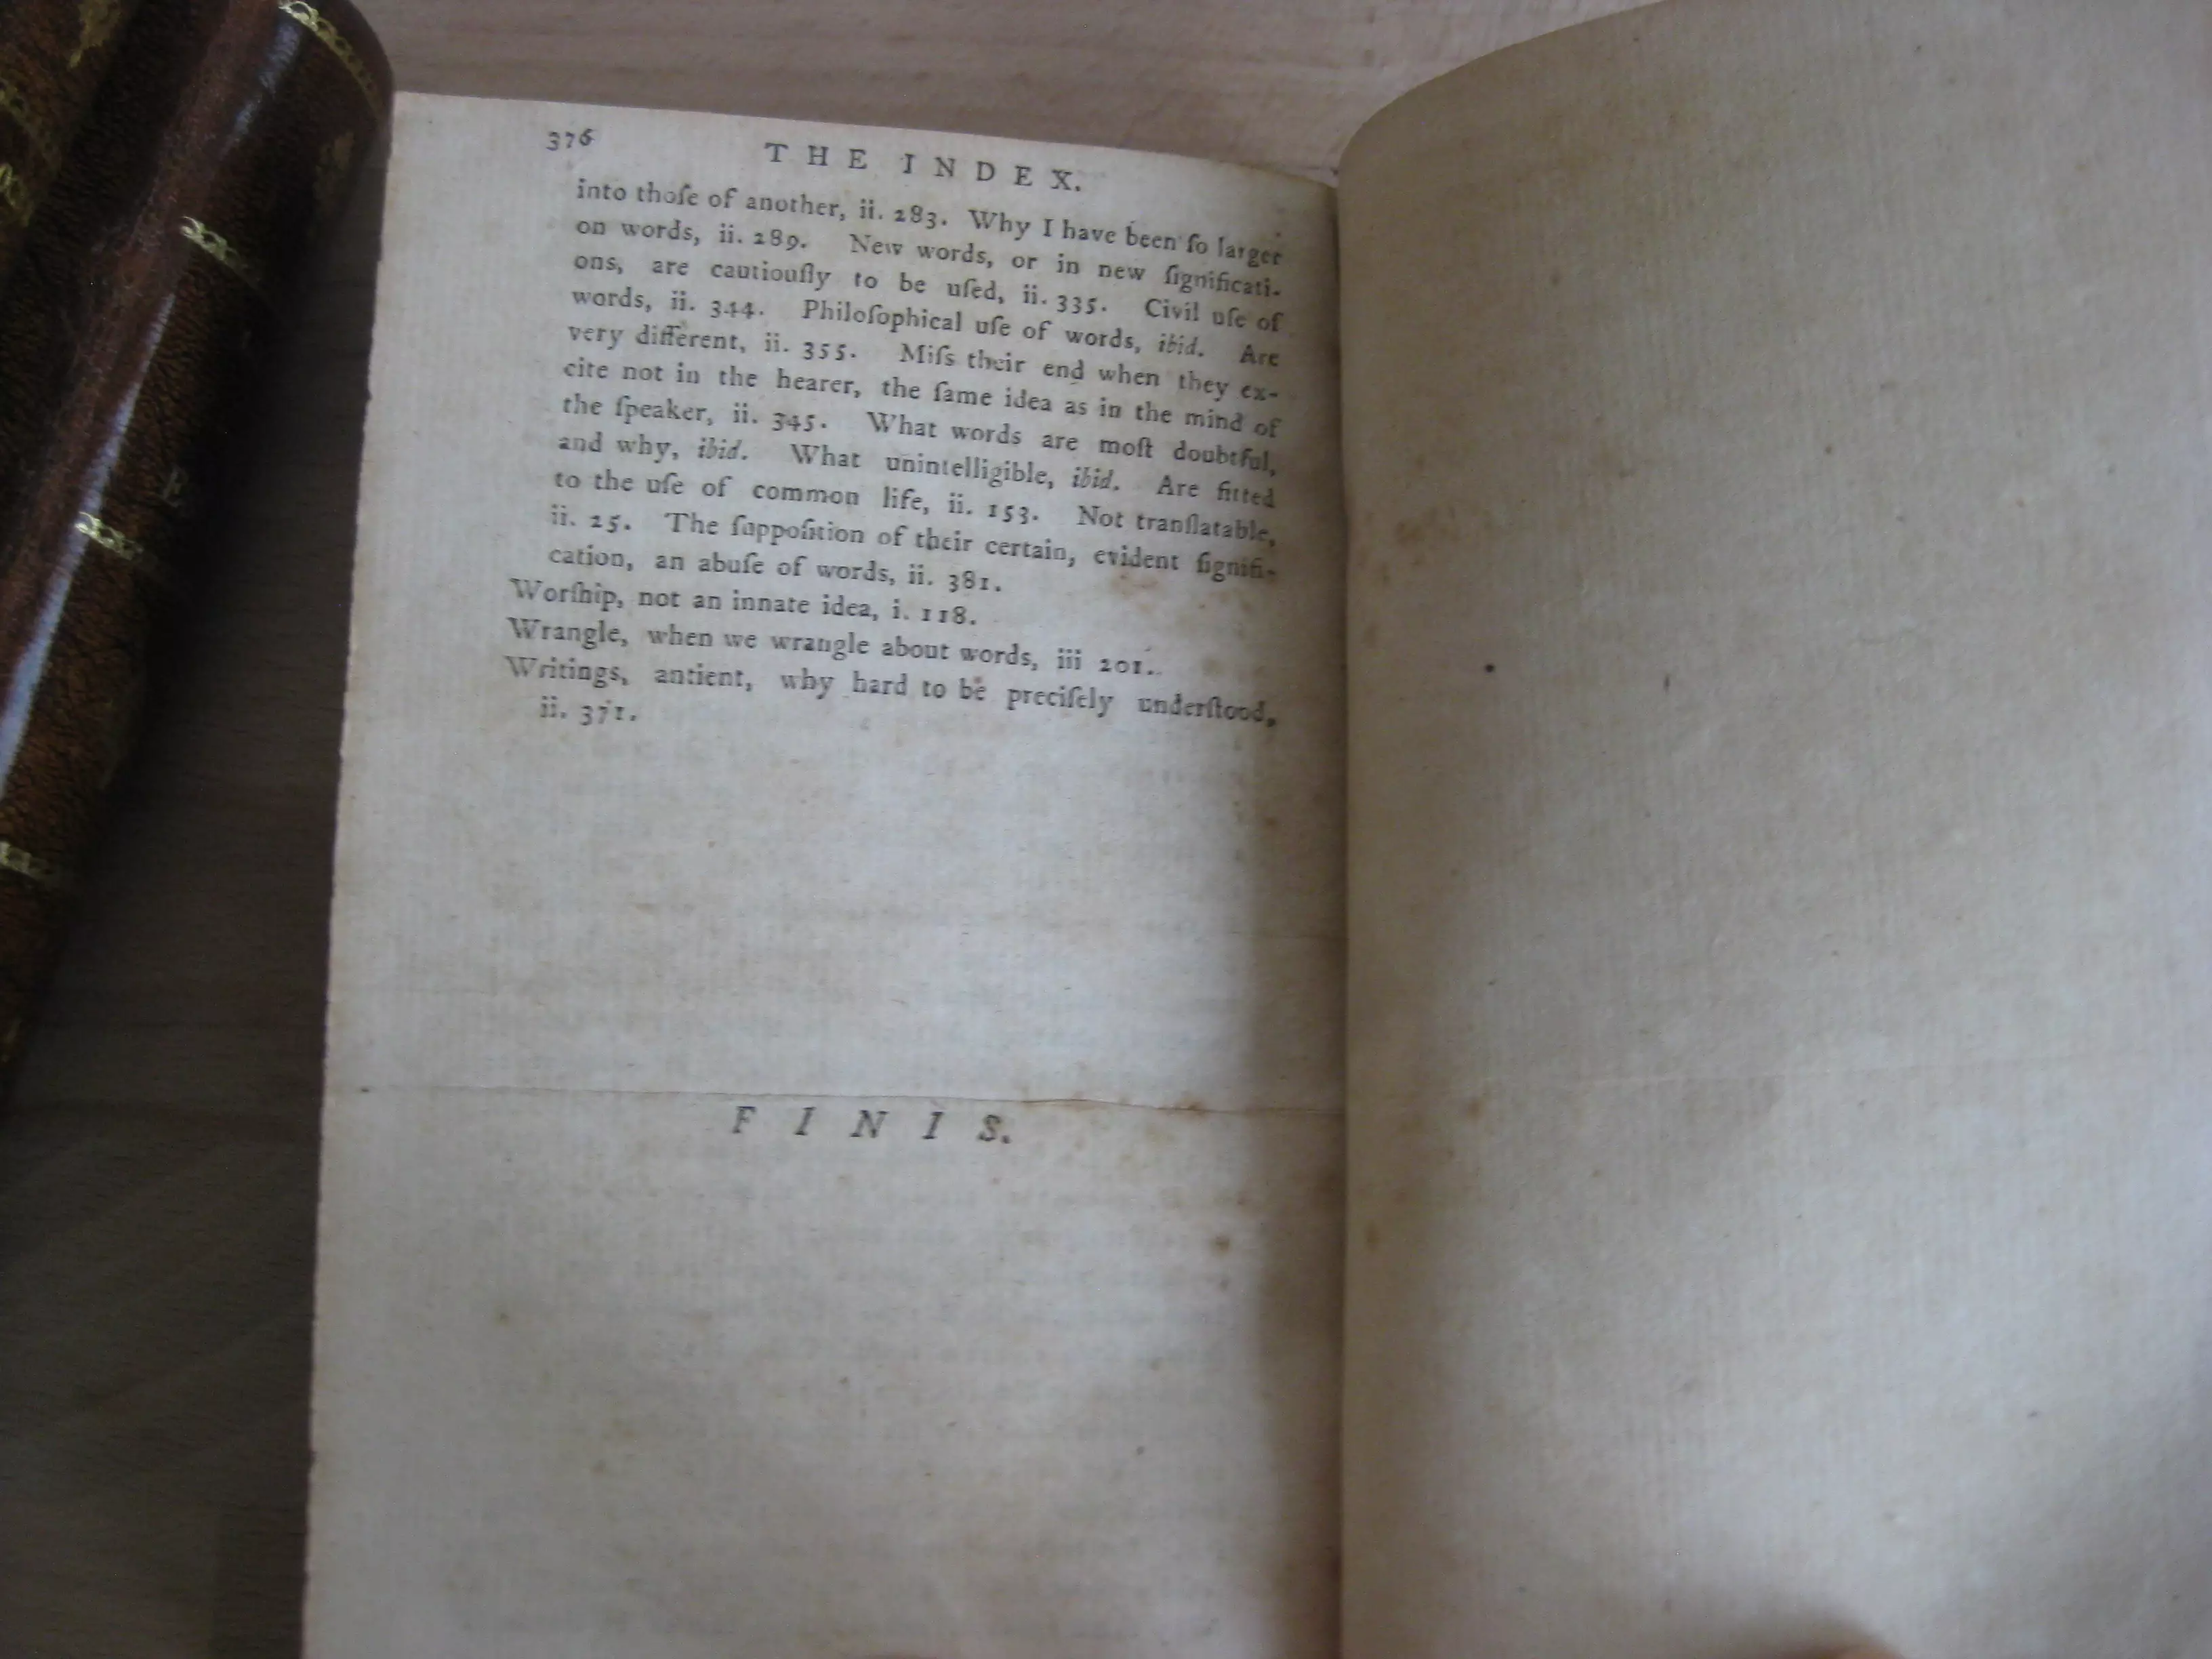 376
THE INDEX.
into thoſe of another, ii. 283. Why I have been ſo larger
on words, ii. 289. New words, or in new ſignificati-
ons, are cautiouſly to be uſed, ii. 335. Civil uſe of
words, ii. 344. Philoſophical uſe of words, ibid. Are
very different, ii. 355. Miſs their end when they ex-
cite not in the hearer, the ſame idea as in the mind of
the ſpeaker, ii. 345. What words are moſt doubtful,
and why, ibid. What unintelligible, ibid. Are fitted
to the uſe of common life, ii. 153. Not tranſlatable,
ii. 25. The ſuppoſition of their certain, evident ſignifi-
cation, an abuſe of words, ii. 381.
Worſhip, not an innate idea, i. 118.
Wrangle, when we wrangle about words, iii 201.
Writings, antient, why hard to be preciſely underſtood,
ii. 371.
FINIS.